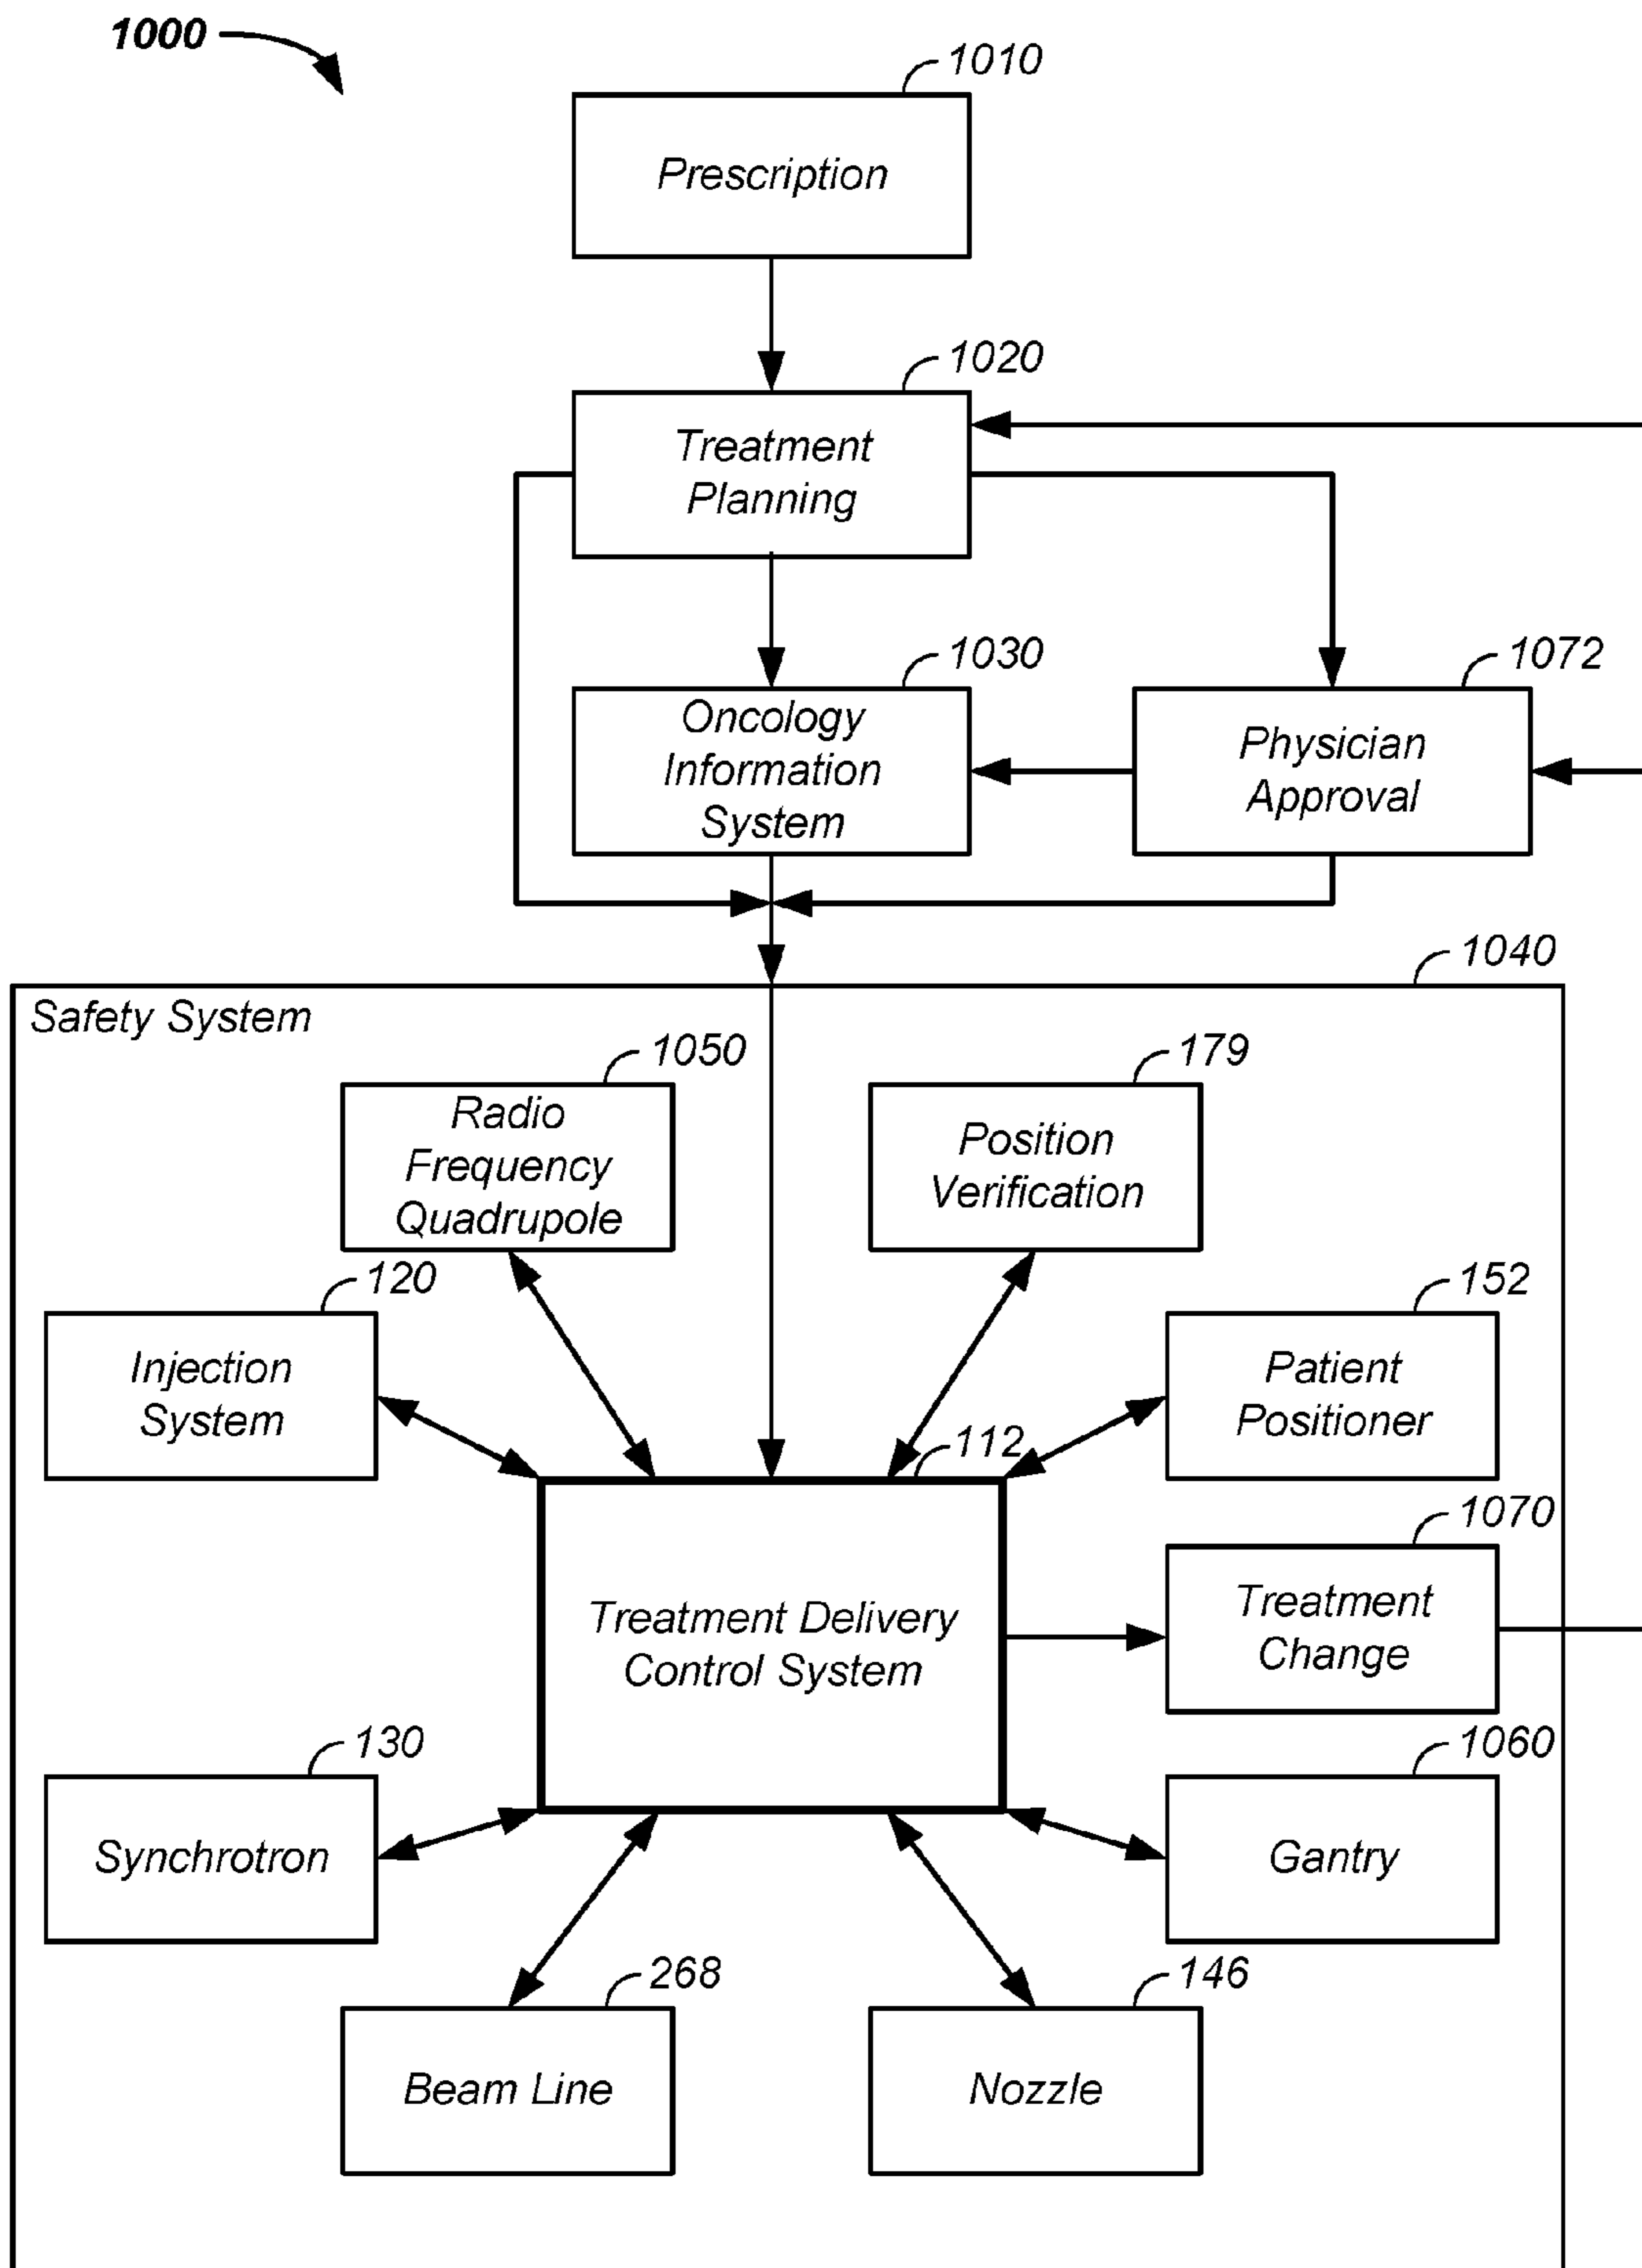 1000
1010
Prescription
1020
Treatment
Planning
1030
Oncology
Information
System
1072
Physician
Approval
1040
Safety System
1050
Radio
Frequency
Quadrupole
179
Position
Verification
120
Injection
System
152
Patient
Positioner
112
Treatment Delivery
Control System
1070
Treatment
Change
130
Synchrotron
1060
Gantry
268
Beam Line
146
Nozzle